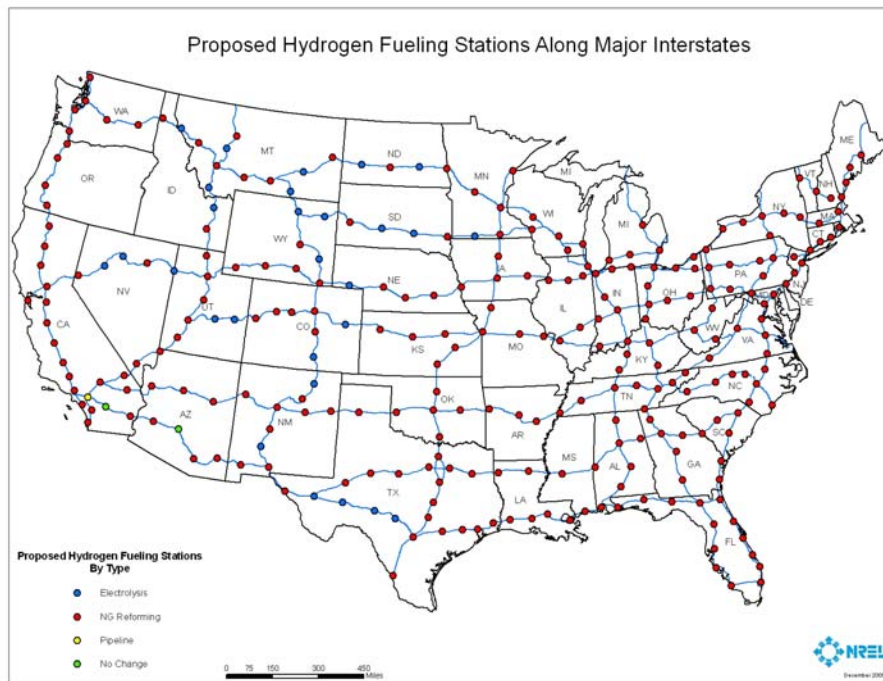 Proposed Hydrogen Fueling Stations Along Major Interstates
WA
MT
ND
MN
MI
ME
VT
NH
OR
ID
SD
WI
MI
NY
MA
CT
WY
NE
IA
PA
NJ
NV
UT
CO
IL
IN
OH
MD
DE
CA
KS
MO
KY
WV
VA
AZ
NM
OK
AR
TN
NC
SC
TX
LA
MS
AL
GA
FL
Proposed Hydrogen Fueling Stations
By Type
Electrolysis
NG Reforming
Pipeline
No Change
0 75 150 300 450
Miles
NREL